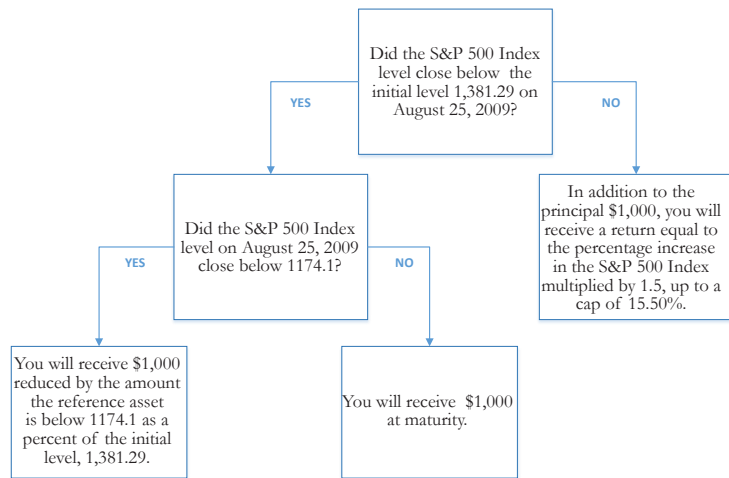 Did the S&P 500 Index
level close below the
initial level 1,381.29 on
August 25, 2009?
YES
NO
Did the S&P 500 Index
level on August 25, 2009
close below 1174.1?
In addition to the
principal $1,000, you will
receive a return equal to
the percentage increase
in the S&P 500 Index
multiplied by 1.5, up to a
cap of 15.50%.
YES
NO
You will receive $1,000
reduced by the amount
the reference asset
is below 1174.1 as a
percent of the initial
level, 1,381.29.
You will receive $1,000
at maturity.